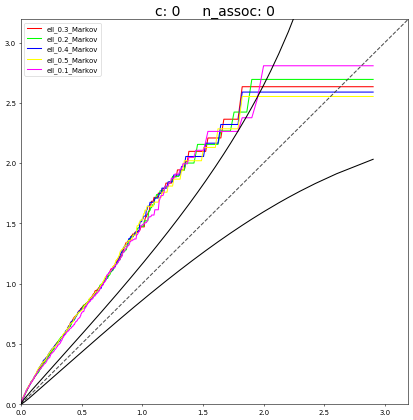 c: 0 n_assoc: 0
ell_0.3_Markov
ell_0.2_Markov
ell_0.4_Markov
ell_0.5_Markov
ell_0.1_Markov
3.0
2.5
2.0
1.5
1.0
0.5
0.0
0.0 0.5 1.0 1.5 2.0 2.5 3.0